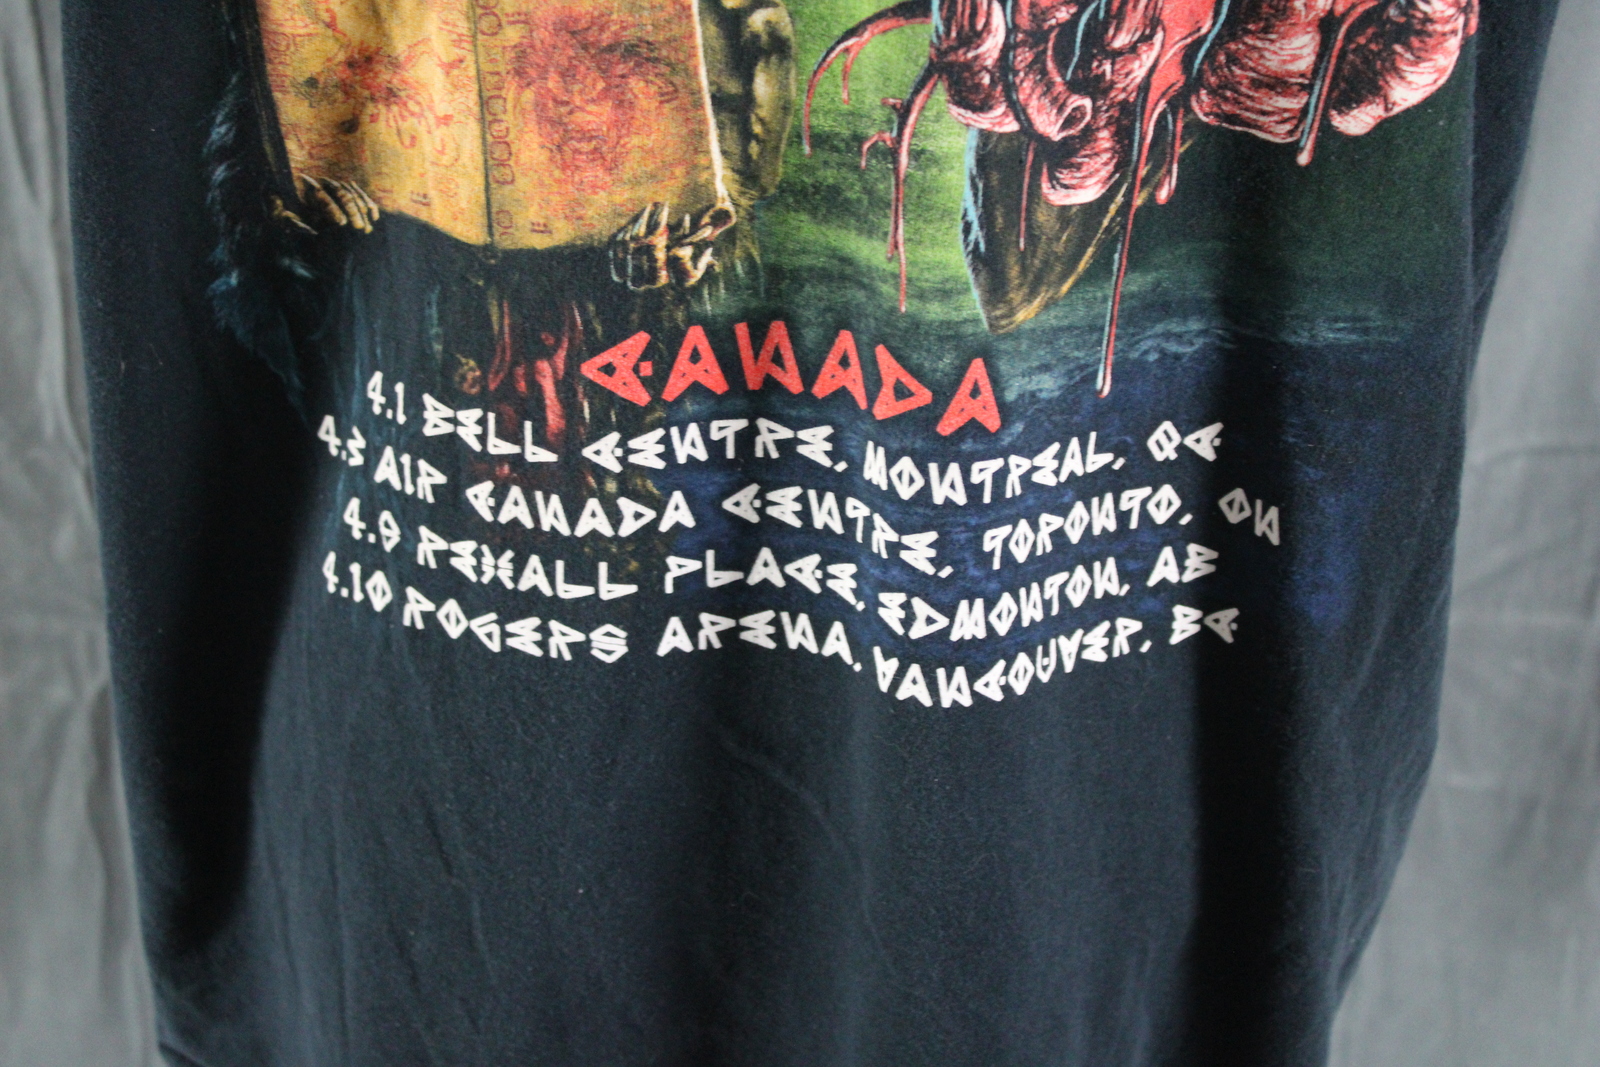 CANADA
4.1 BELL CENTRE, MONTREAL, QC
4.3 AIR CANADA CENTRE, TORONTO, ON
4.9 REXALL PLACE, EDMONTON, AB
4.10 ROGERS ARENA, VANCOUVER, BC